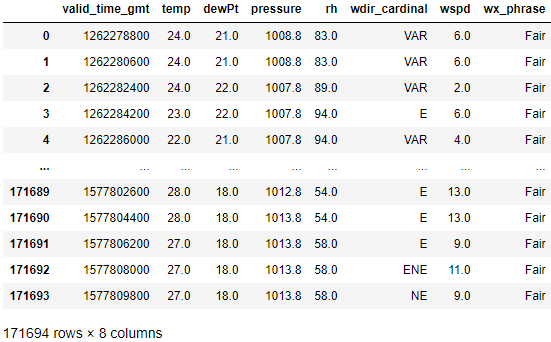 valid_time_gmt temp dewPt pressure rh wdir_cardinal wspd wx_phrase
0 1262278800 24.0 21.0 1008.8 83.0 VAR 6.0 Fair
1 1262280600 24.0 21.0 1008.8 83.0 VAR 6.0 Fair
2 1262282400 24.0 22.0 1007.8 89.0 VAR 2.0 Fair
3 1262284200 23.0 22.0 1007.8 94.0 E 6.0 Fair
4 1262286000 22.0 21.0 1007.8 94.0 VAR 4.0 Fair
... ... ... ... ... ... ... ... ...
171689 1577802600 28.0 18.0 1012.8 54.0 E 13.0 Fair
171690 1577804400 28.0 18.0 1013.8 54.0 E 13.0 Fair
171691 1577806200 27.0 18.0 1013.8 58.0 E 9.0 Fair
171692 1577808000 27.0 18.0 1013.8 58.0 ENE 11.0 Fair
171693 1577809800 27.0 18.0 1013.8 58.0 NE 9.0 Fair
171694 rows × 8 columns